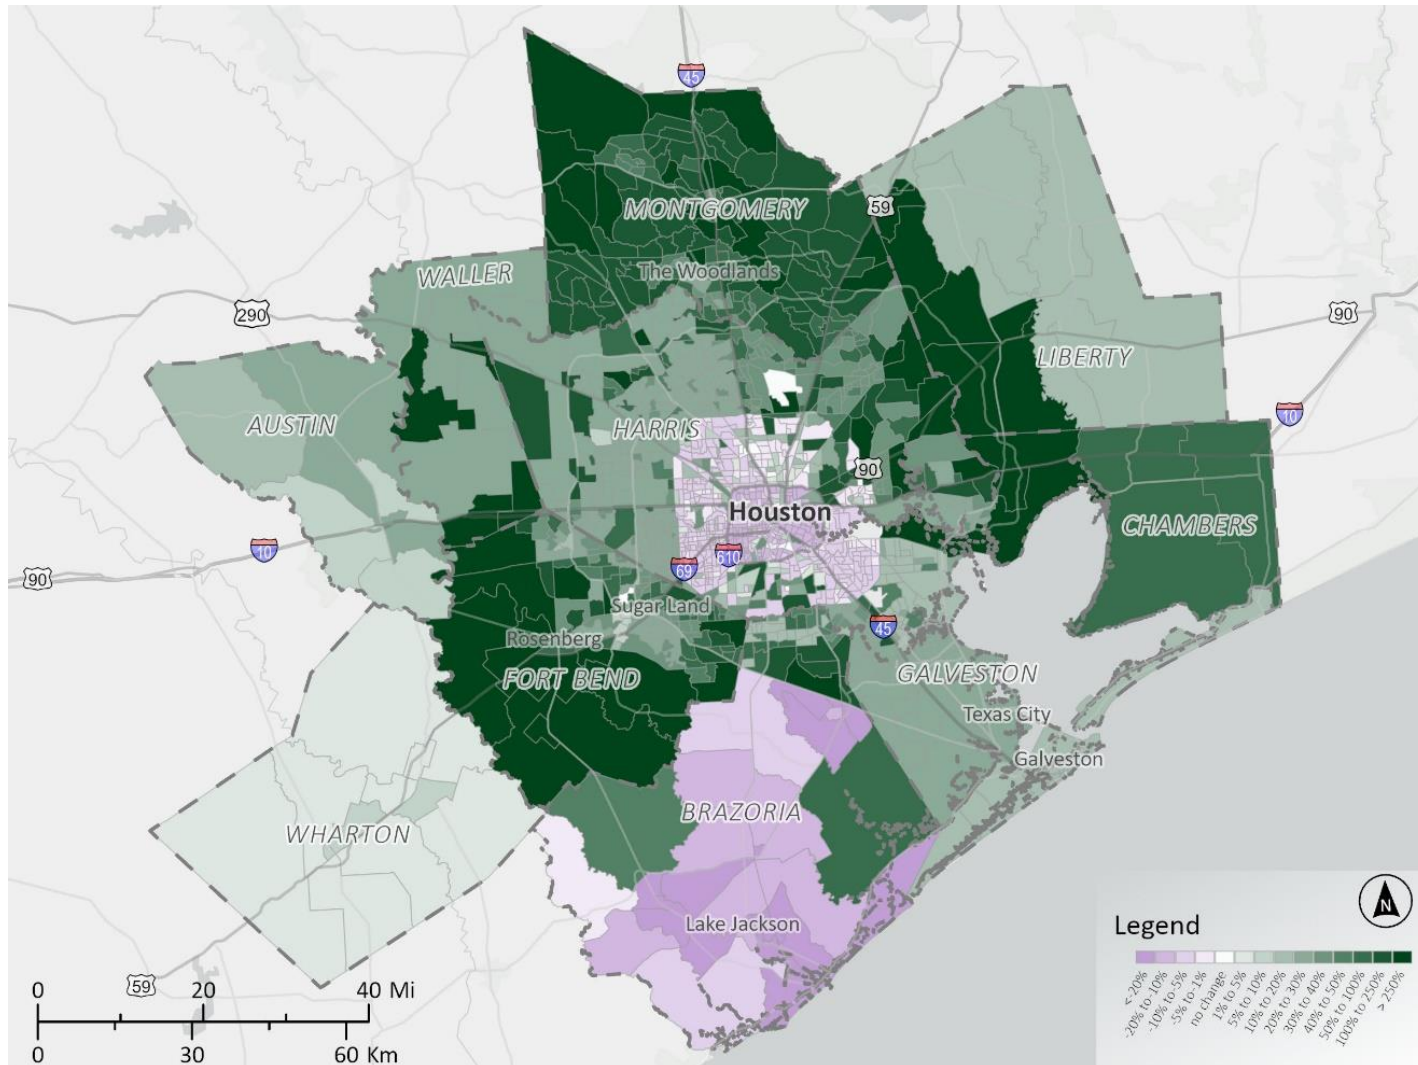 45
MONTGOMERY
59
The Woodlands
WALLER
290
90
LIBERTY
10
AUSTIN
HARRIS
90
Houston
CHAMBERS
10
90
69
610
Sugar Land
45
Rosenberg
FORT BEND
GALVESTON
Texas City
Galveston
BRAZORIA
WHARTON
Lake Jackson
59
0 20 40 Mi
0 30 60 Km
N
Legend
< -20%
-20% to -10%
-10% to -5%
-5% to -1%
no change
1% to 5%
5% to 10%
10% to 20%
20% to 30%
30% to 40%
40% to 50%
50% to 100%
100% to 250%
> 250%